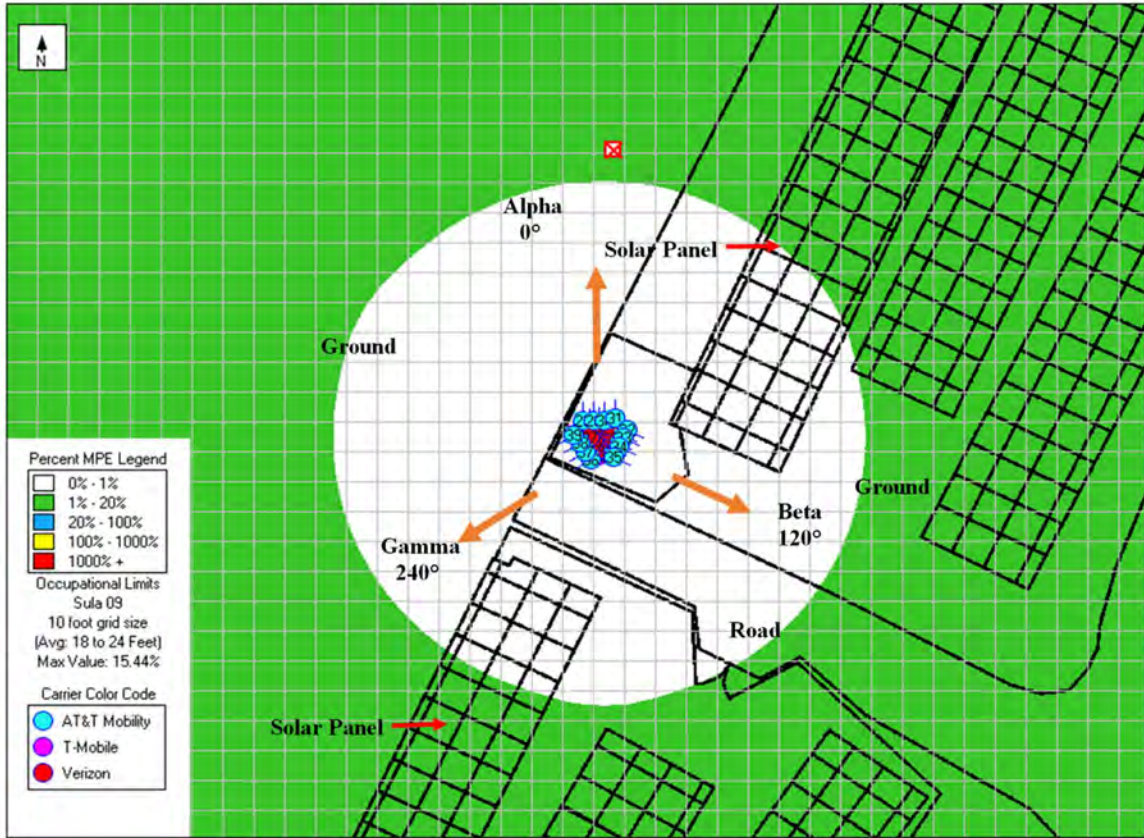 N
Alpha
0°
Solar Panel
Ground
31
35
Ground
Beta
120°
Gamma
240°
Road
Solar Panel
Percent MPE Legend
0% - 1%
1% - 20%
20% - 100%
100% - 1000%
1000% +
Occupational Limits
Sula 09
10 foot grid size
(Avg: 18 to 24 Feet)
Max Value: 15.44%
Carrier Color Code
AT&T Mobility
T-Mobile
Verizon